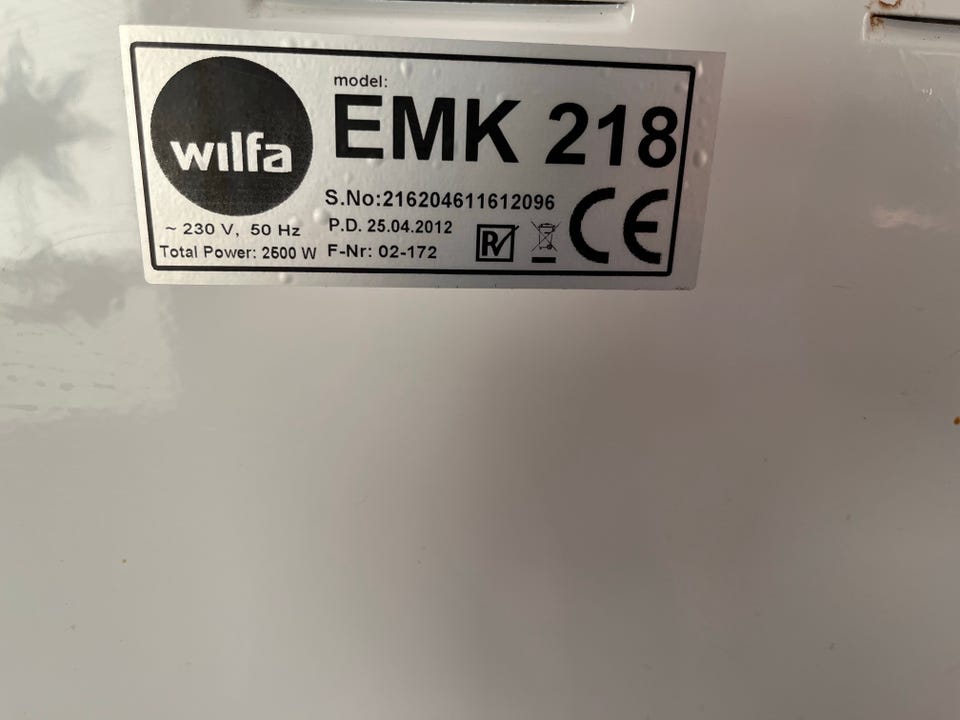 wilfa
model:
EMK 218
S.No:216204611612096
~ 230 V, 50 Hz
P.D. 25.04.2012
Total Power: 2500 W
F-Nr: 02-172
RV
CE